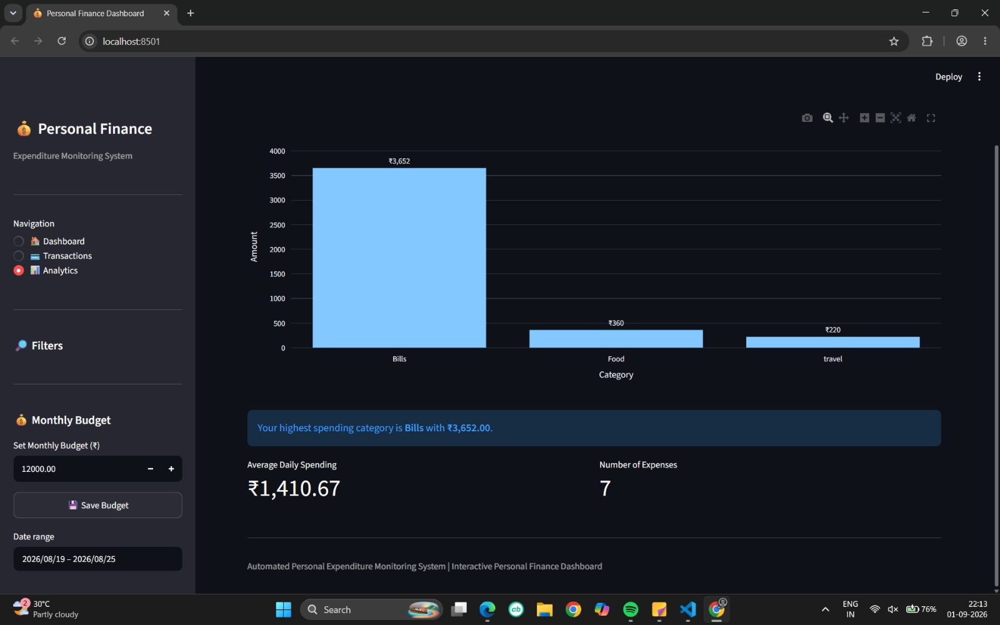 Personal Finance Dashboard
localhost:8501
Deploy
Personal Finance
Expenditure Monitoring System
Navigation
Dashboard
Transactions
Analytics
Filters
Monthly Budget
Set Monthly Budget (₹)
12000.00
Save Budget
Date range
2026/08/19 – 2026/08/25
4000
3500
3000
2500
2000
1500
1000
500
0
Amount
₹3,652
₹360
₹220
Bills
Food
travel
Category
Your highest spending category is Bills with ₹3,652.00.
Average Daily Spending
₹1,410.67
Number of Expenses
7
Automated Personal Expenditure Monitoring System | Interactive Personal Finance Dashboard
2
30°C
Partly cloudy
Search
cb
ENG
IN
76%
22:13
01-09-2026